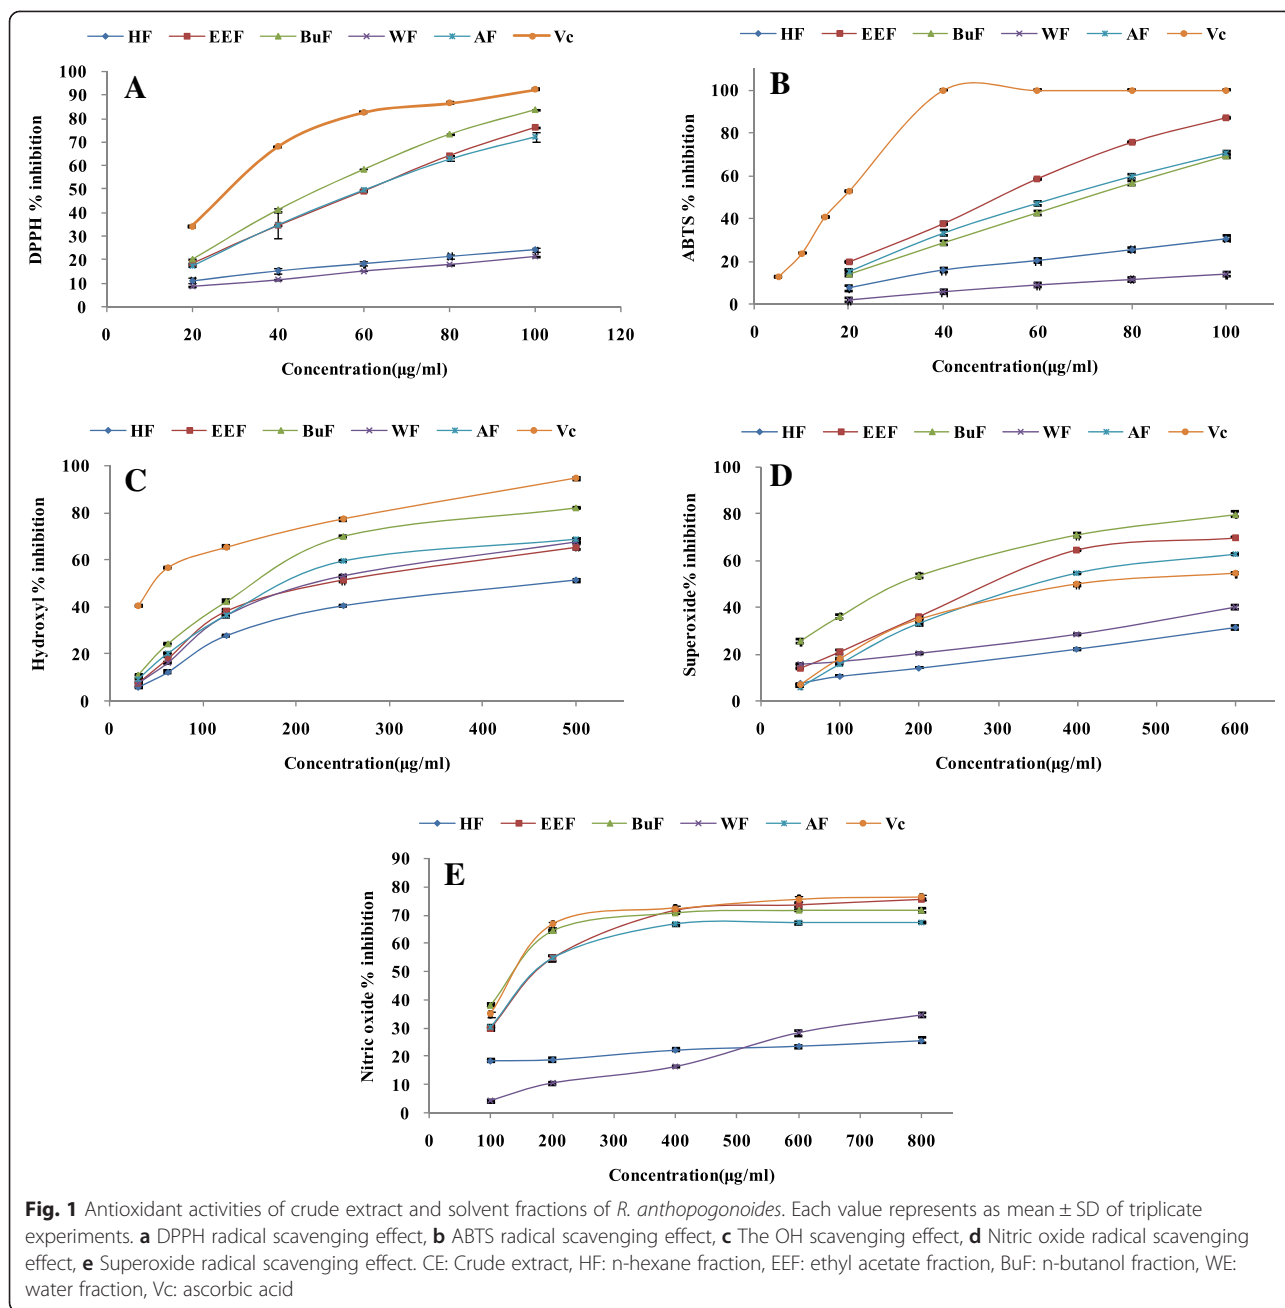 HF EEF BuF WF AF Vc
A
DPPH % inhibition
100
90
80
70
60
50
40
30
20
10
0
0 20 40 60 80 100 120
Concentration(µg/ml)
HF EEF BuF WF AF Vc
B
ABTS % inhibition
100
80
60
40
20
0
0 20 40 60 80 100
Concentration(µg/ml)
HF EEF BuF WF AF Vc
C
Hydroxyl % inhibition
100
80
60
40
20
0
0 100 200 300 400 500
Concentration(µg/ml)
HF EEF BuF WF AF Vc
D
Superoxide% inhibition
100
80
60
40
20
0
0 100 200 300 400 500 600
Concentration(µg/ml)
HF EEF BuF WF AF Vc
E
Nitric oxide % inhibition
90
80
70
60
50
40
30
20
10
0
0 100 200 300 400 500 600 700 800
Concentration(µg/ml)
Fig. 1 Antioxidant activities of crude extract and solvent fractions of R. anthopogonoides. Each value represents as mean ± SD of triplicate
experiments. a DPPH radical scavenging effect, b ABTS radical scavenging effect, c The OH scavenging effect, d Nitric oxide radical scavenging
effect, e Superoxide radical scavenging effect. CE: Crude extract, HF: n-hexane fraction, EEF: ethyl acetate fraction, BuF: n-butanol fraction, WE:
water fraction, Vc: ascorbic acid